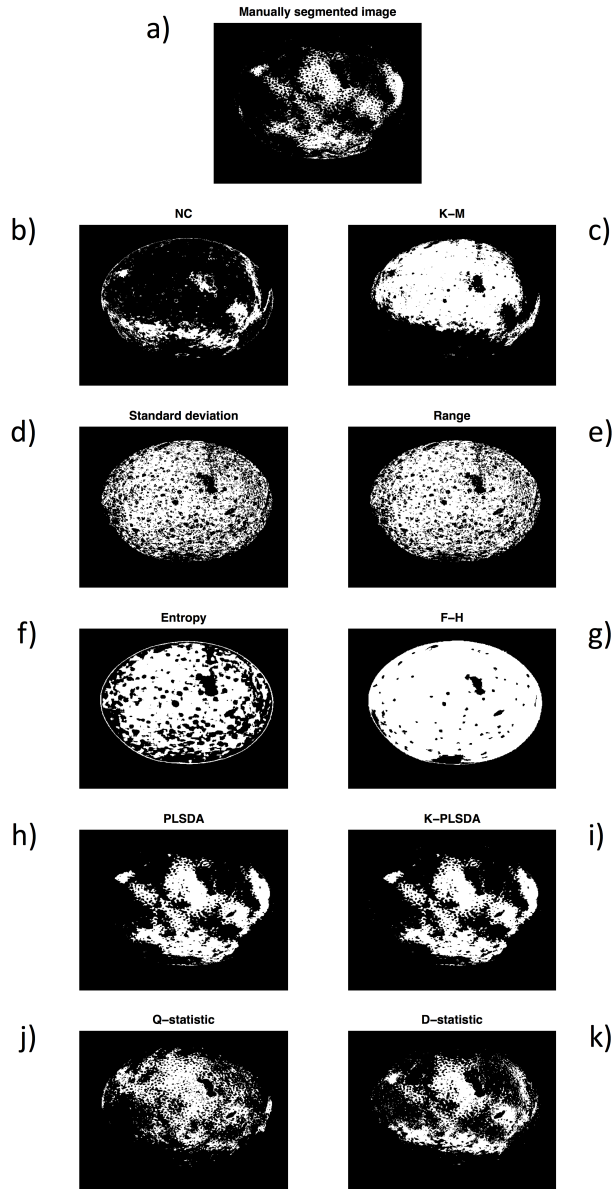 Manually segmented image
a)
NC
K-M
b)
c)
Standard deviation
Range
d)
e)
Entropy
F-H
f)
g)
PLSDA
K-PLSDA
h)
i)
Q-statistic
D-statistic
j)
k)